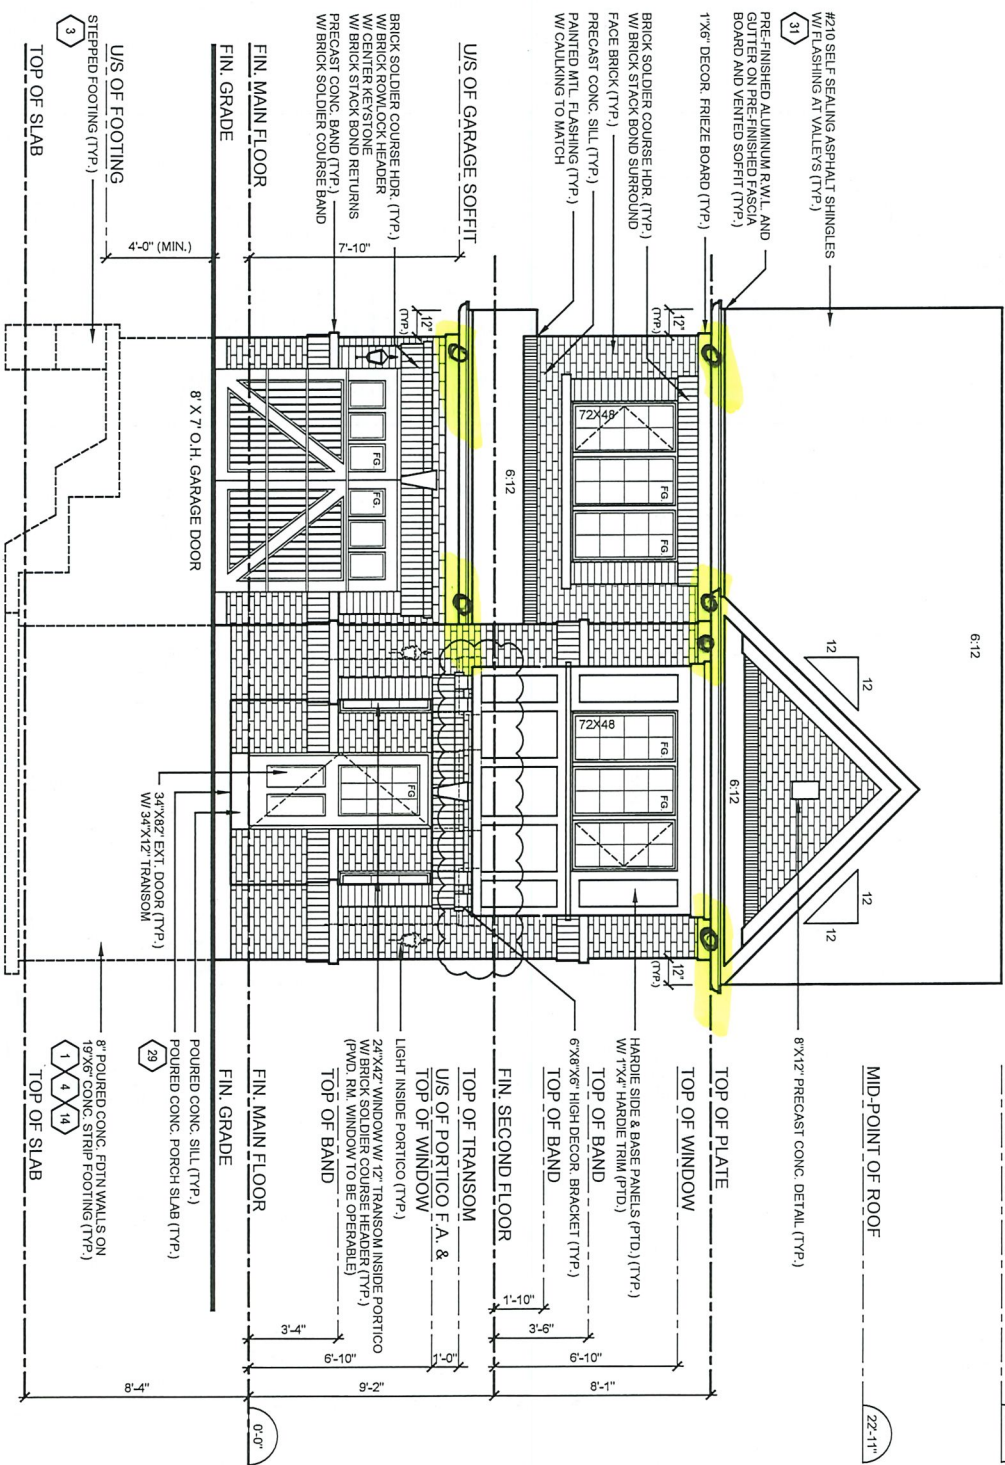 #210 SELF SEALING ASPHALT SHINGLES
W/ FLASHING AT VALLEYS (TYP.)
31
PRE-FINISHED ALUMINUM R.W.L. AND
GUTTER ON PRE-FINISHED FASCIA
BOARD AND VENTED SOFFIT (TYP.)
1"X6" DECOR. FRIEZE BOARD (TYP.)
BRICK SOLDIER COURSE HDR. (TYP.)
W/ BRICK STACK BOND SURROUND
FACE BRICK (TYP.)
PRECAST CONC. SILL (TYP.)
PAINTED MTL. FLASHING (TYP.)
W/ CAULKING TO MATCH
U/S OF GARAGE SOFFIT
BRICK SOLDIER COURSE HDR. (TYP.)
W/ BRICK ROWLOCK HEADER
W/ CENTER KEYSTONE
W/ BRICK STACK BOND RETURNS
PRECAST CONC. BAND (TYP.)
W/ BRICK SOLDIER COURSE BAND
FIN. MAIN FLOOR
FIN. GRADE
U/S OF FOOTING
STEPPED FOOTING (TYP.)
3
TOP OF SLAB
7'-10"
4'-0" (MIN.)
12"
(TYP.)
12"
(TYP.)
6:12
6:12
6:12
12
12
12
12
72X48
FG.
FG.
72X48
FG.
FG.
FG.
FG.
FG.
12"
(TYP.)
8' X 7' O.H. GARAGE DOOR
34"X82" EXT. DOOR (TYP.)
W/ 34"X12" TRANSOM
MID-POINT OF ROOF
22'-11"
8"X12" PRECAST CONC. DETAIL (TYP.)
TOP OF PLATE
TOP OF WINDOW
HARDIE SIDE & BASE PANELS (PTD.) (TYP.)
W/ 1"X4" HARDIE TRIM (PTD.)
TOP OF BAND
6"X8"X6" HIGH DECOR. BRACKET (TYP.)
TOP OF BAND
FIN. SECOND FLOOR
TOP OF TRANSOM
U/S OF PORTICO F.A. &
TOP OF WINDOW
LIGHT INSIDE PORTICO (TYP.)
24"X42" WINDOW W/ 12" TRANSOM INSIDE PORTICO
W/ BRICK SOLDIER COURSE HEADER (TYP.)
(PWD. RM. WINDOW TO BE OPERABLE)
TOP OF BAND
FIN. MAIN FLOOR
FIN. GRADE
POURED CONC. SILL (TYP.)
POURED CONC. PORCH SLAB (TYP.)
29
8" POURED CONC. FDTN WALLS ON
19"X6" CONC. STRIP FOOTING (TYP.)
1 4 14
TOP OF SLAB
1'-10"
3'-6"
6'-10"
8'-1"
3'-4"
6'-10"
1'-0"
9'-2"
8'-4"
0'-0"